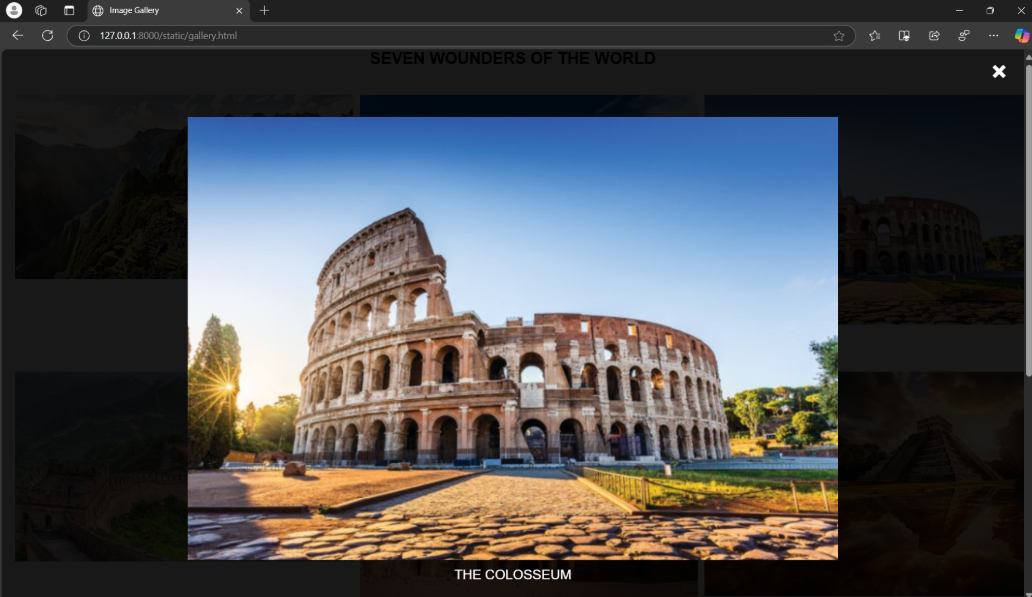 Image Gallery
127.0.0.1:8000/static/gallery.html
SEVEN WOUNDERS OF THE WORLD
THE COLOSSEUM